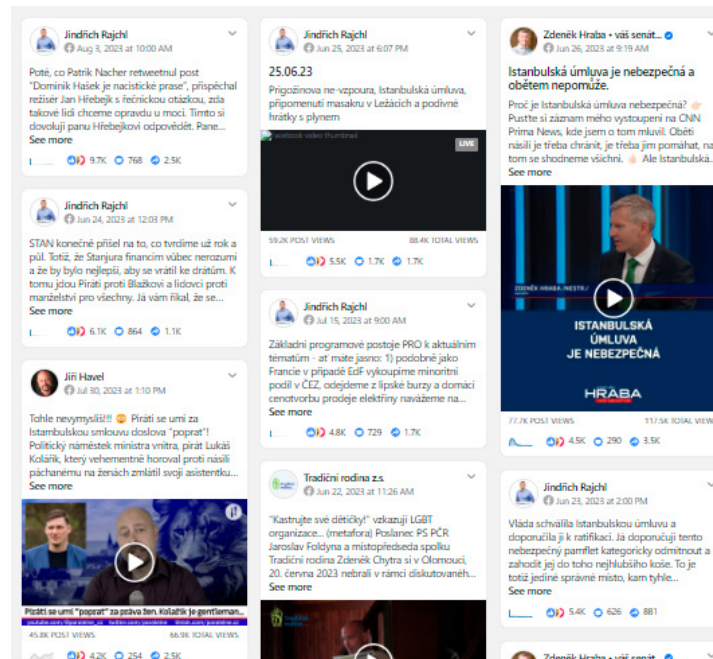 Jindřich Rajchl
Aug 3, 2023 at 10:00 AM
Poté, co Patrik Nacher retweetnul post
"Dominik Hašek je nacistické prase", přispěchal
režisér Jan Hřebejk s řečnickou otázkou, zda
takové lidi chceme opravdu u moci. Tímto si
dovoluji panu Hřebejkovi odpovědět. Pane...
See more
9.7K 768 2.5K
Jindřich Rajchl
Jun 24, 2023 at 12:03 PM
STAN konečně přišel na to, co tvrdíme už rok a
půl. Totiž, že Stanjura financím vůbec nerozumí
a že by bylo nejlepší, aby se vrátil ke drátům. K
tomu jdou Piráti proti Blažkovi a lidovci proti
manželství pro všechny. Já vám říkal, že se...
See more
6.1K 864 1.1K
Jiří Havel
Jul 30, 2023 at 1:10 PM
Tohle nevymyslíš!!! Piráti se umí za
Istambulskou smlouvu doslova "poprat"!
Politický náměstek ministra vnitra, pirát Lukáš
Kolářík, který vehementně horoval proti násilí
páchanému na ženách zmlátil svoji asistentku...
See more
Piráti se umí "poprat" za práva žen. Kolařík je gentleman...
45.8K POST VIEWS 66.9K TOTAL VIEWS
4.2K 254 2.5K
Jindřich Rajchl
Jun 25, 2023 at 6:07 PM
25.06.23
Prigožinova ne-vzpoura, Istanbulská úmluva,
připomenutí masakru v Ležácích a podivné
hrátky s plynem
facebook video thumbnail
LIVE
59.2K POST VIEWS 88.4K TOTAL VIEWS
5.5K 1.7K 1.7K
Jindřich Rajchl
Jul 15, 2023 at 9:00 AM
Základní programové postoje PRO k aktuálním
tématům - ať máte jasno: 1) podobně jako
Francie v případě EdF vykoupíme minoritní
podíl v ČEZ, odejdeme z lipské burzy a domácí
cenotvorbu prodeje elektřiny navážeme na...
See more
4.8K 729 1.7K
Tradiční rodina z.s.
Jun 22, 2023 at 11:26 AM
"Kastrujte své dětičky!" vzkazují LGBT
organizace... (metafora) Poslanec PS PČR
Jaroslav Foldyna a místopředseda spolku
Tradiční rodina Zdeněk Chytra si v Olomouci,
20. června 2023 nebrali v rámci diskutovaných...
See more
Zdeněk Hraba • váš senát...
Jun 26, 2023 at 9:19 AM
Istanbulská úmluva je nebezpečná a
obětem nepomůže.
Proč je Istanbulská úmluva nebezpečná?
Pusťte si záznam mého vystoupení na CNN
Prima News, kde jsem o tom mluvil. Oběti
násilí je třeba chránit, je třeba jim pomáhat, na
tom se shodneme všichni. Ale Istanbulská...
See more
ZDENĚK HRABA /NESTR./
ISTANBULSKÁ
ÚMLUVA
JE NEBEZPEČNÁ
HRABA
77.7K POST VIEWS 117.5K TOTAL VIEWS
4.5K 290 3.5K
Jindřich Rajchl
Jun 23, 2023 at 2:00 PM
Vláda schválila Istanbulskou úmluvu a
doporučila ji k ratifikaci. Já doporučuji tento
nebezpečný pamflet kategoricky odmítnout a
zahodit jej do toho nejhlubšího koše. To je
totiž jediné správné místo, kam tyhle...
See more
5.4K 626 881
Zdeněk Hraba • váš senát...